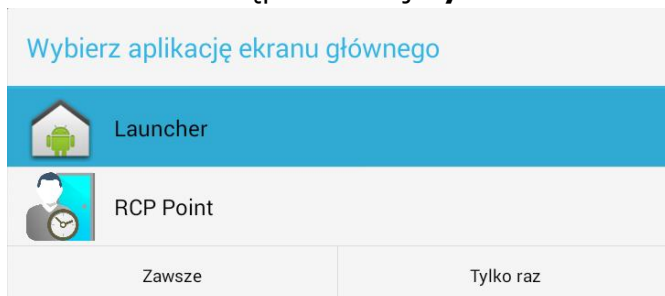 Wybierz aplikację ekranu głównego
Launcher
RCP Point
Zawsze
Tylko raz